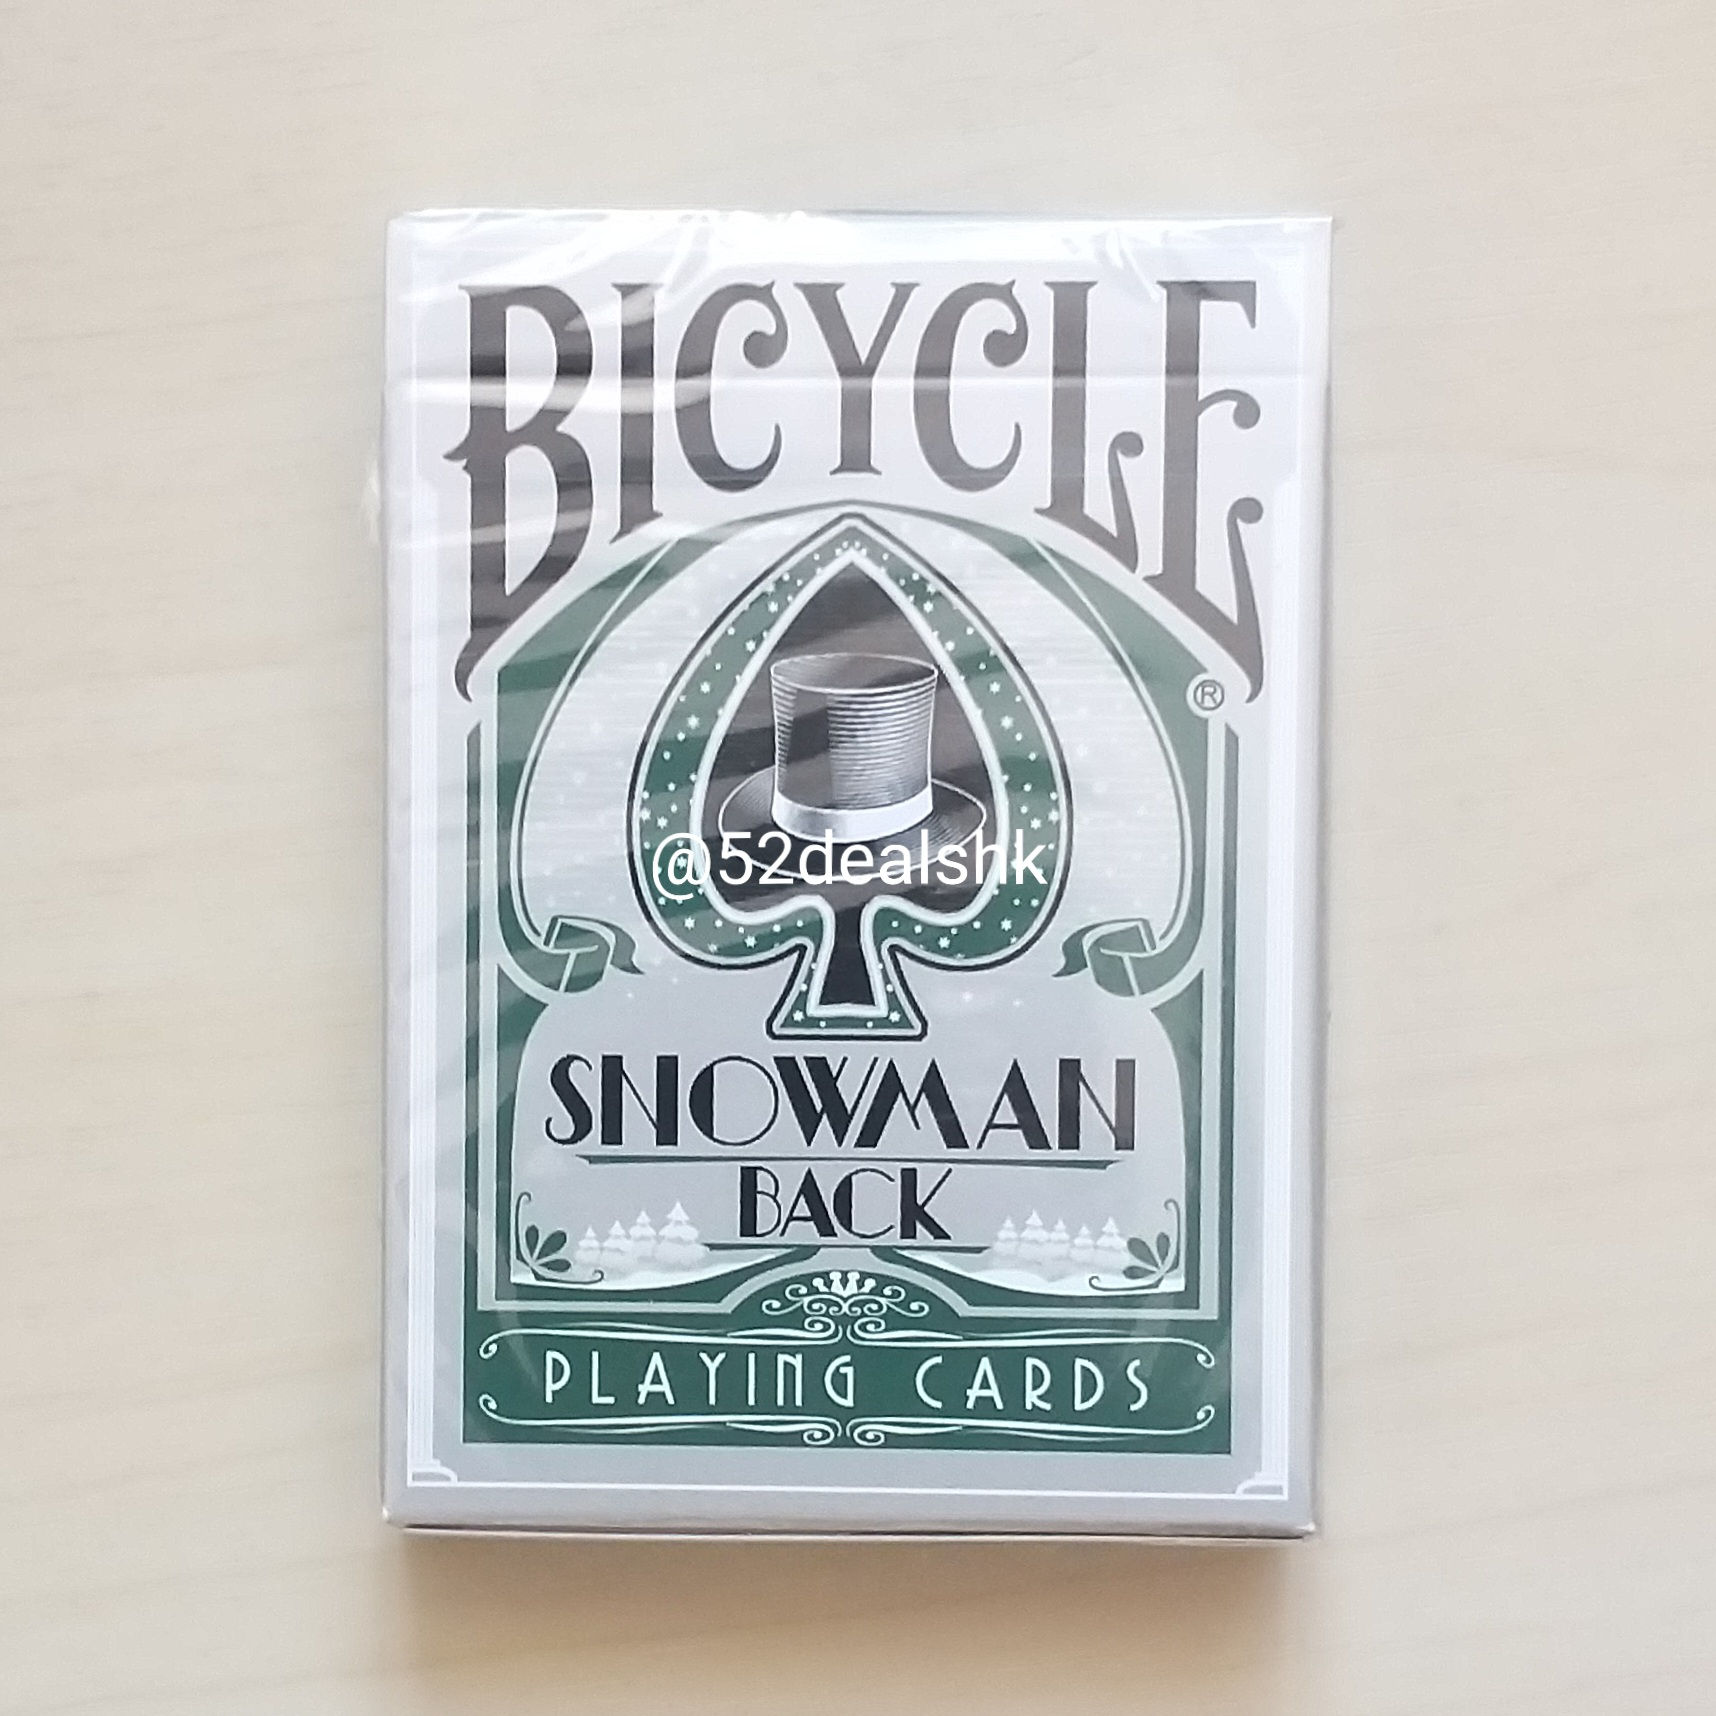 BICYCLE
®
@52dealshk
SNOWMAN
BACK
PLAYING CARDS